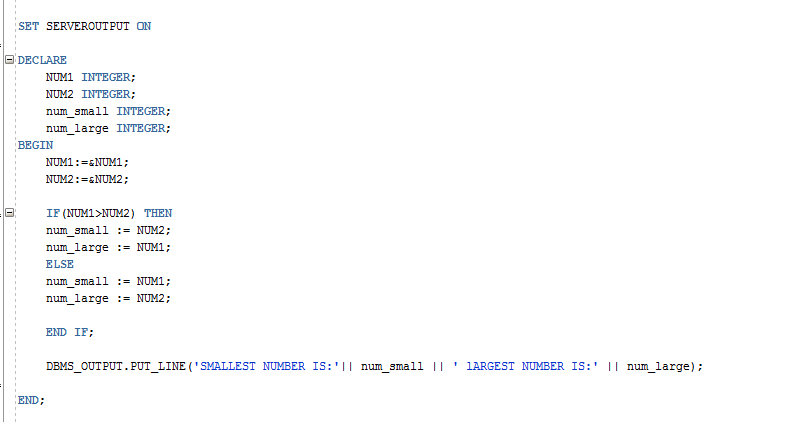 SET SERVEROUTPUT ON
DECLARE
NUM1 INTEGER;
NUM2 INTEGER;
num_small INTEGER;
num_large INTEGER;
BEGIN
NUM1:=&NUM1;
NUM2:=&NUM2;
IF(NUM1>NUM2) THEN
num_small := NUM2;
num_large := NUM1;
ELSE
num_small := NUM1;
num_large := NUM2;
END IF;
DBMS_OUTPUT.PUT_LINE('SMALLEST NUMBER IS:'|| num_small || ' lARGEST NUMBER IS:' || num_large);
END;